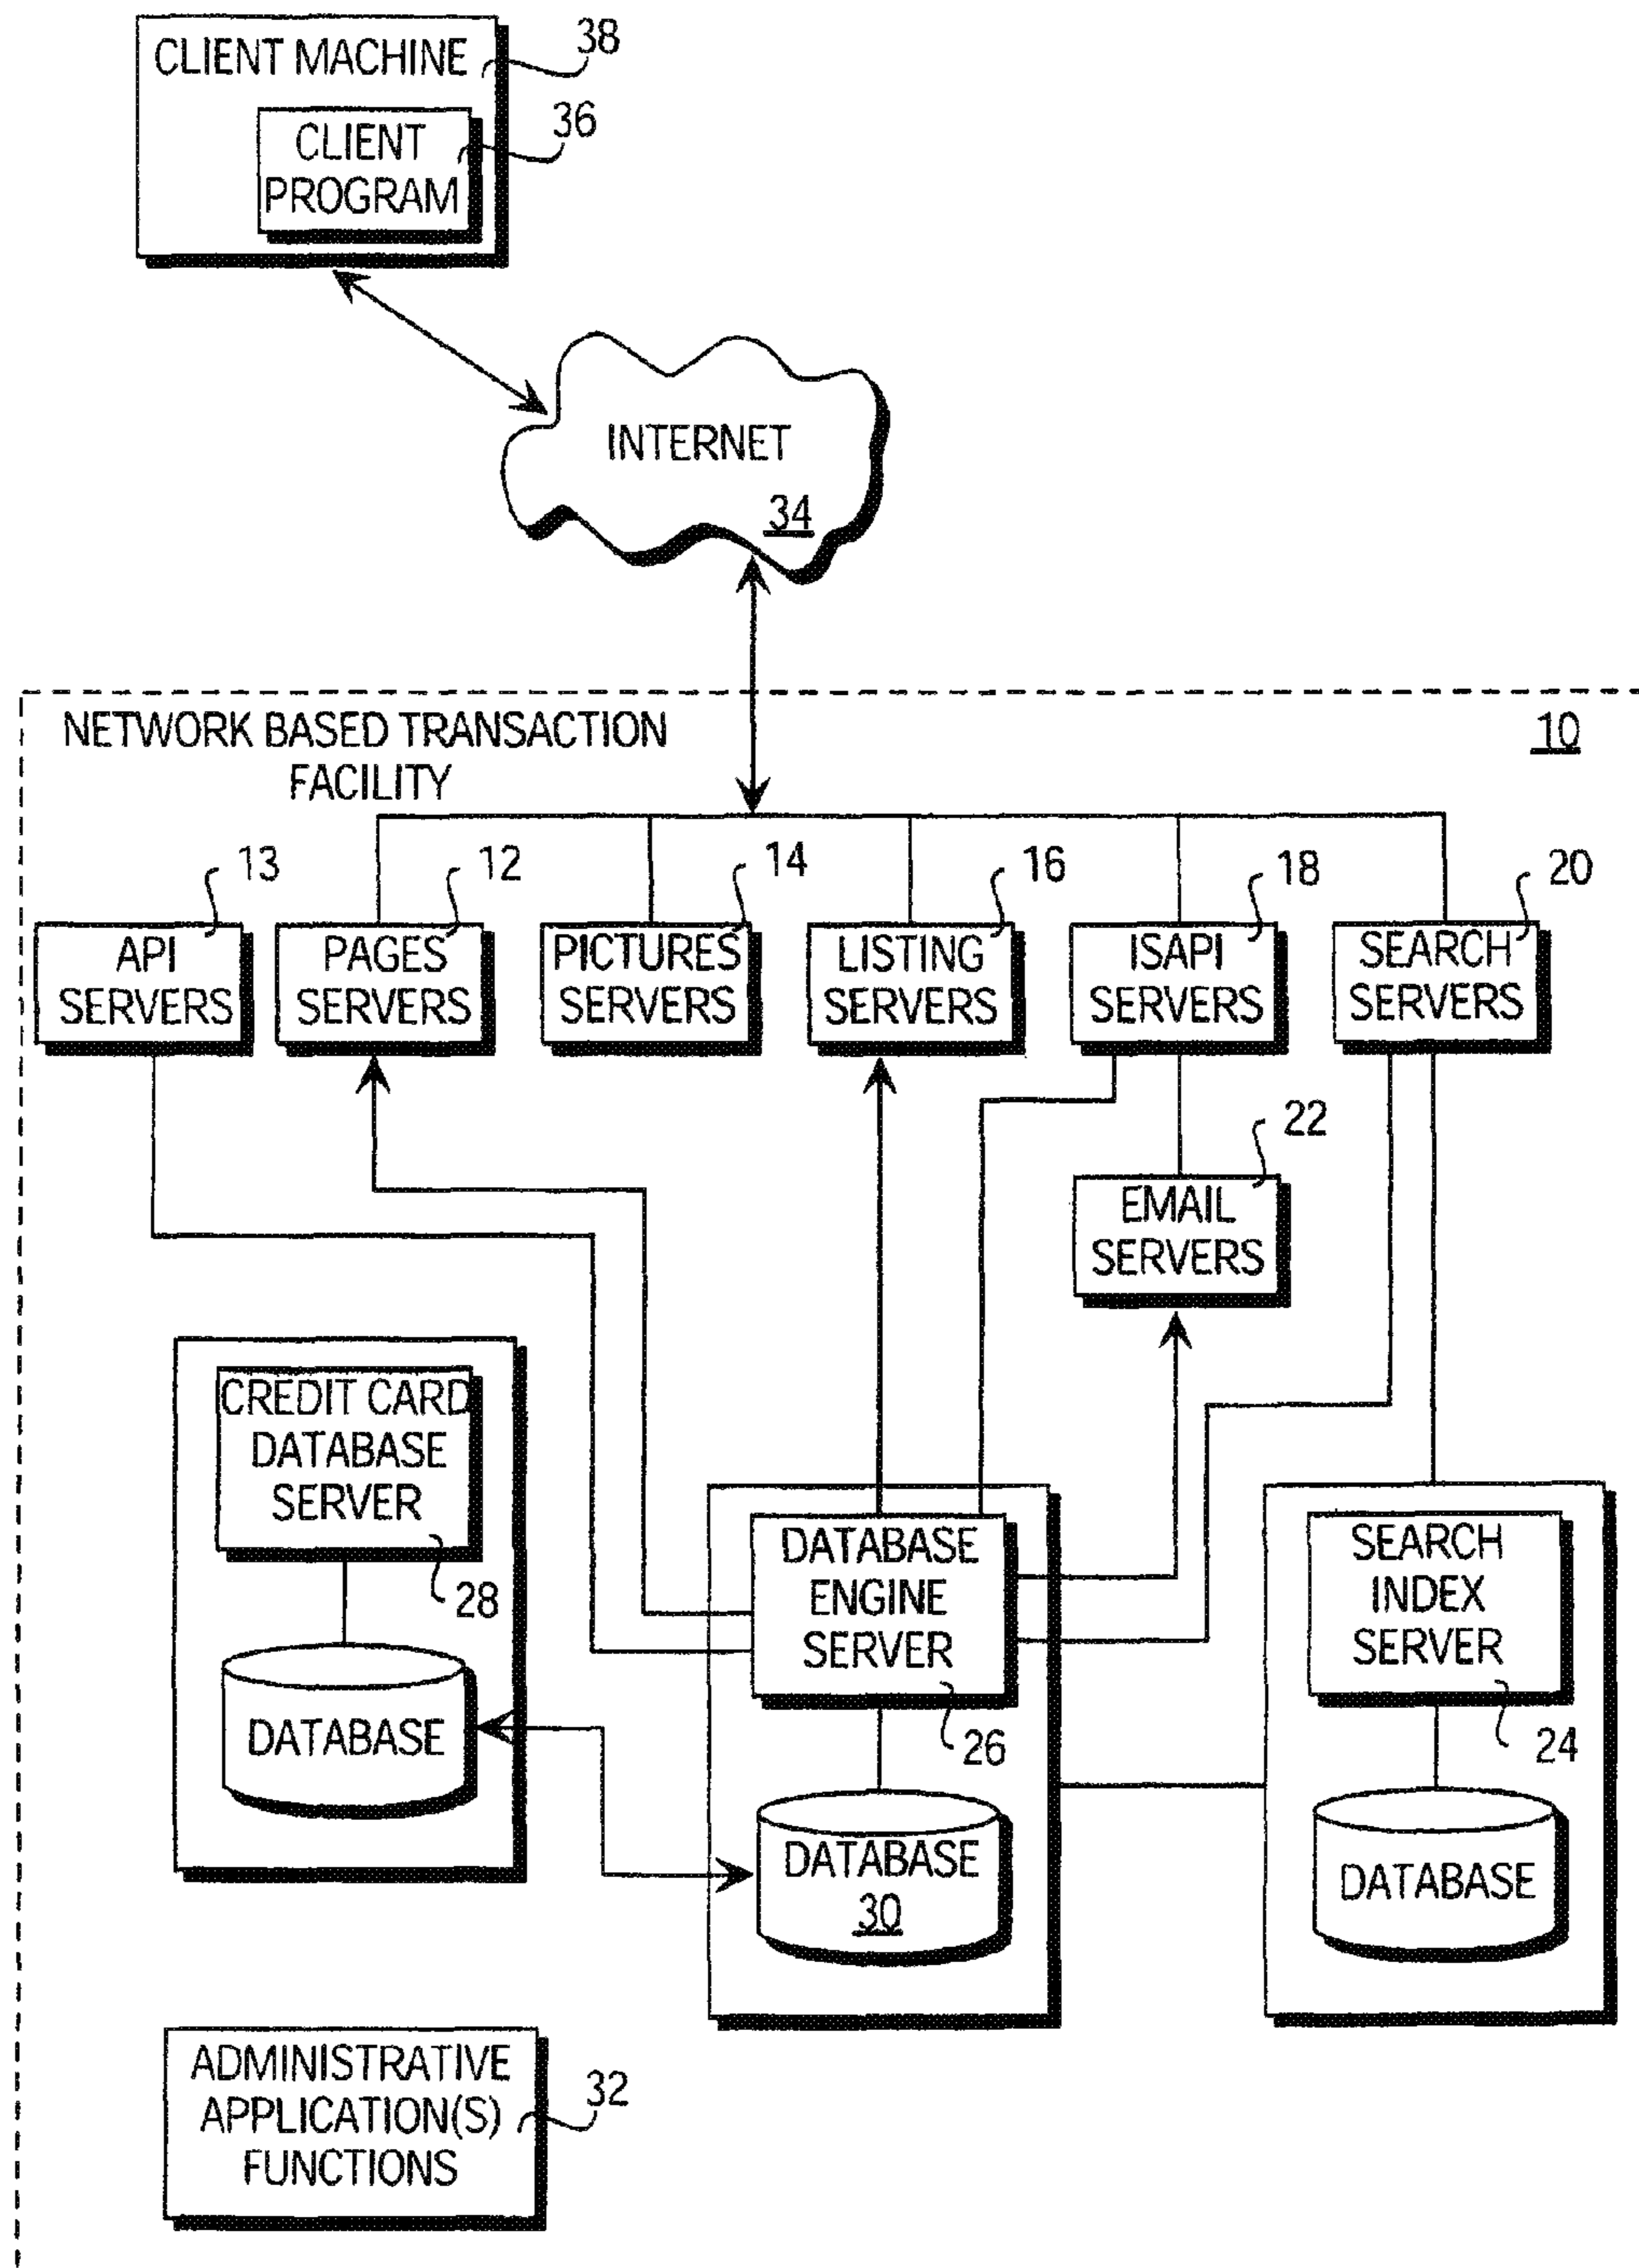 CLIENT MACHINE
38
CLIENT
PROGRAM
36
INTERNET
34
NETWORK BASED TRANSACTION
FACILITY
10
13
12
14
16
18
20
API
SERVERS
PAGES
SERVERS
PICTURES
SERVERS
LISTING
SERVERS
ISAPI
SERVERS
SEARCH
SERVERS
22
EMAIL
SERVERS
CREDIT CARD
DATABASE
SERVER
28
DATABASE
DATABASE
ENGINE
SERVER
26
DATABASE
30
SEARCH
INDEX
SERVER
24
DATABASE
ADMINISTRATIVE
APPLICATION(S)
FUNCTIONS
32